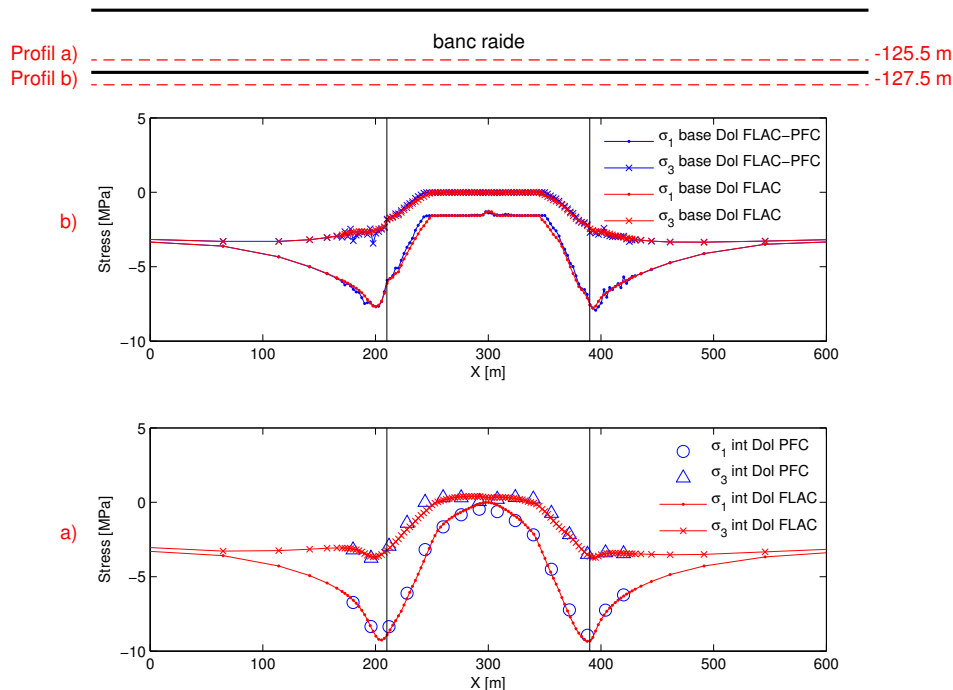 banc raide
Profil a) -125.5 m
Profil b) -127.5 m
b)
Stress [MPa]
5
0
−5
−10
0 100 200 300 400 500 600
X [m]
σ1 base Dol FLAC−PFC
σ3 base Dol FLAC−PFC
σ1 base Dol FLAC
σ3 base Dol FLAC
a)
Stress [MPa]
5
0
−5
−10
0 100 200 300 400 500 600
X [m]
σ1 int Dol PFC
σ3 int Dol PFC
σ1 int Dol FLAC
σ3 int Dol FLAC